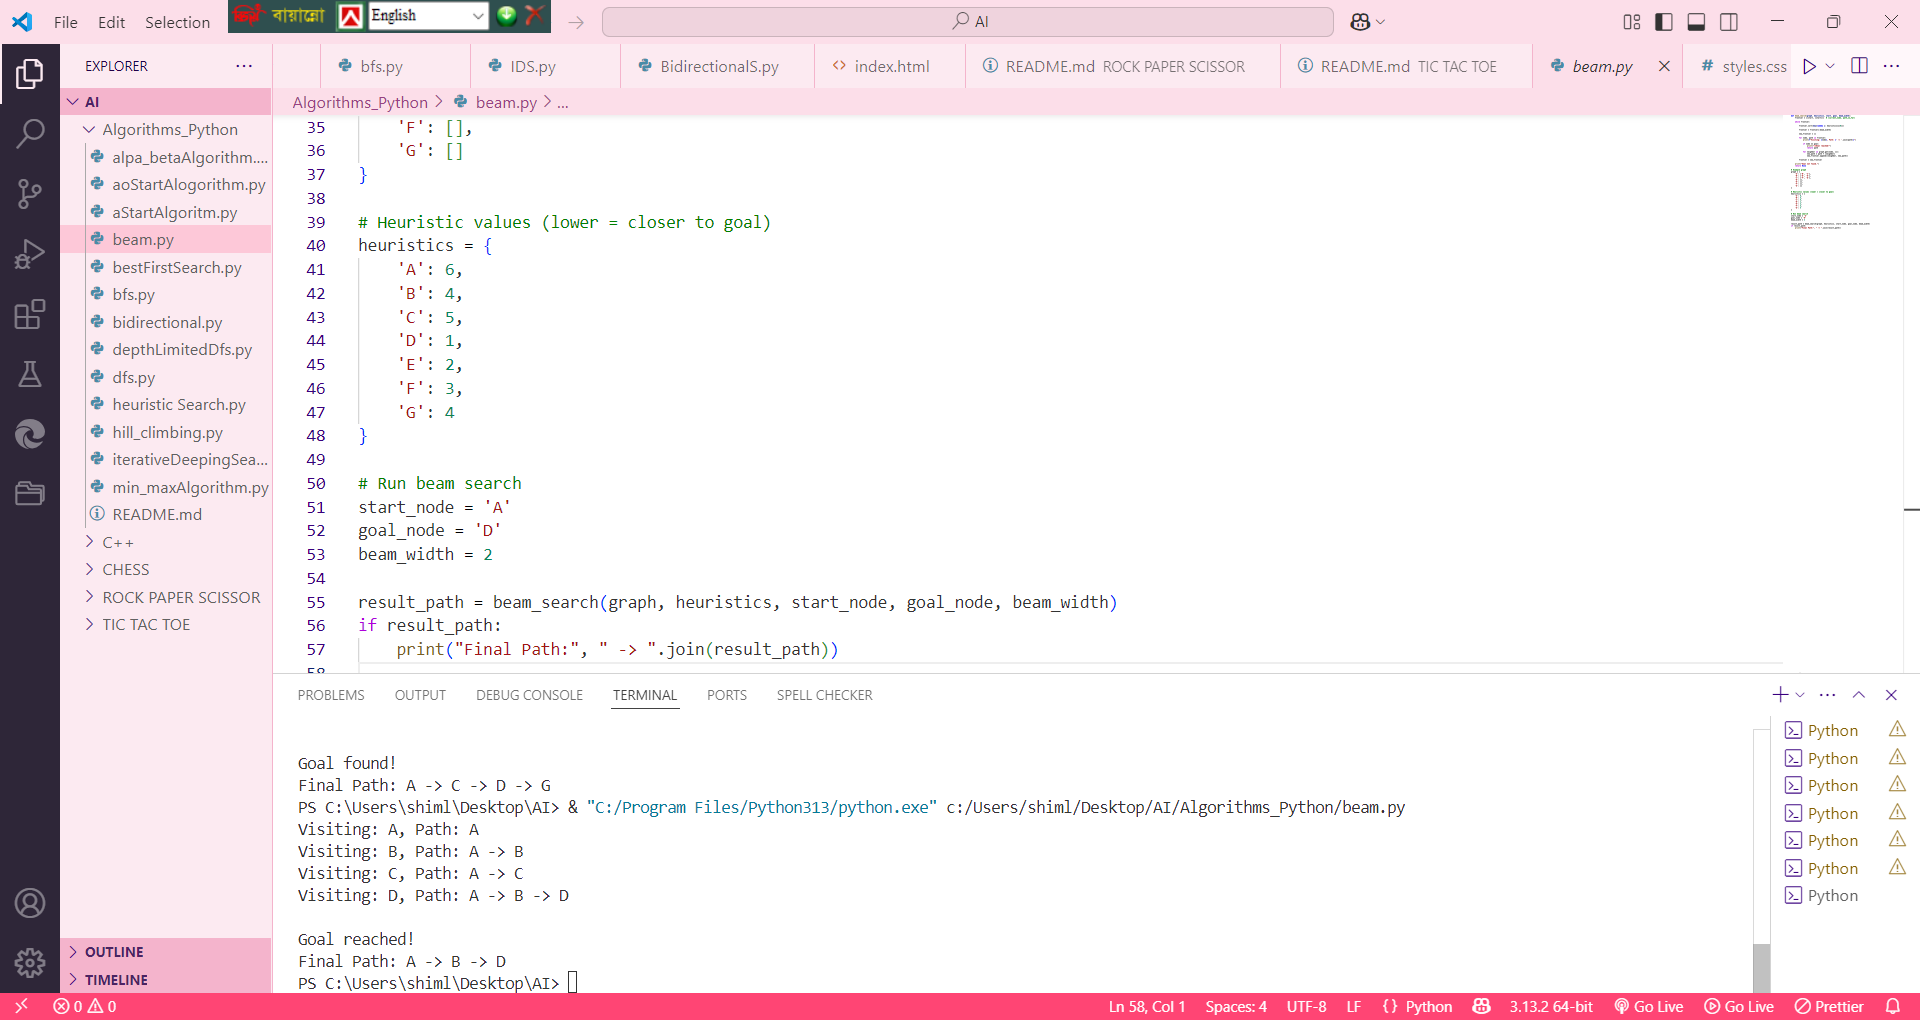 File Edit Selection
বায়ান্নো
English
AI
EXPLORER
bfs.py
IDS.py
BidirectionalS.py
index.html
README.md ROCK PAPER SCISSOR
README.md TIC TAC TOE
beam.py
styles.css
AI
Algorithms_Python
alpa_betaAlgorithm....
aoStartAlogorithm.py
aStartAlgoritm.py
beam.py
bestFirstSearch.py
bfs.py
bidirectional.py
depthLimitedDfs.py
dfs.py
heuristic Search.py
hill_climbing.py
iterativeDeepingSea...
min_maxAlgorithm.py
README.md
C++
CHESS
ROCK PAPER SCISSOR
TIC TAC TOE
OUTLINE
TIMELINE
Algorithms_Python > beam.py > ...
35 'F': [],
36 'G': []
37 }
38
39 # Heuristic values (lower = closer to goal)
40 heuristics = {
41 'A': 6,
42 'B': 4,
43 'C': 5,
44 'D': 1,
45 'E': 2,
46 'F': 3,
47 'G': 4
48 }
49
50 # Run beam search
51 start_node = 'A'
52 goal_node = 'D'
53 beam_width = 2
54
55 result_path = beam_search(graph, heuristics, start_node, goal_node, beam_width)
56 if result_path:
57 print("Final Path:", " -> ".join(result_path))
58
PROBLEMS OUTPUT DEBUG CONSOLE TERMINAL PORTS SPELL CHECKER
Goal found!
Final Path: A -> C -> D -> G
PS C:\Users\shiml\Desktop\AI> & "C:/Program Files/Python313/python.exe" c:/Users/shiml/Desktop/AI/Algorithms_Python/beam.py
Visiting: A, Path: A
Visiting: B, Path: A -> B
Visiting: C, Path: A -> C
Visiting: D, Path: A -> B -> D
Goal reached!
Final Path: A -> B -> D
PS C:\Users\shiml\Desktop\AI>
Python
Python
Python
Python
Python
Python
Python
0 0
Ln 58, Col 1 Spaces: 4 UTF-8 LF {} Python 3.13.2 64-bit Go Live Go Live Prettier